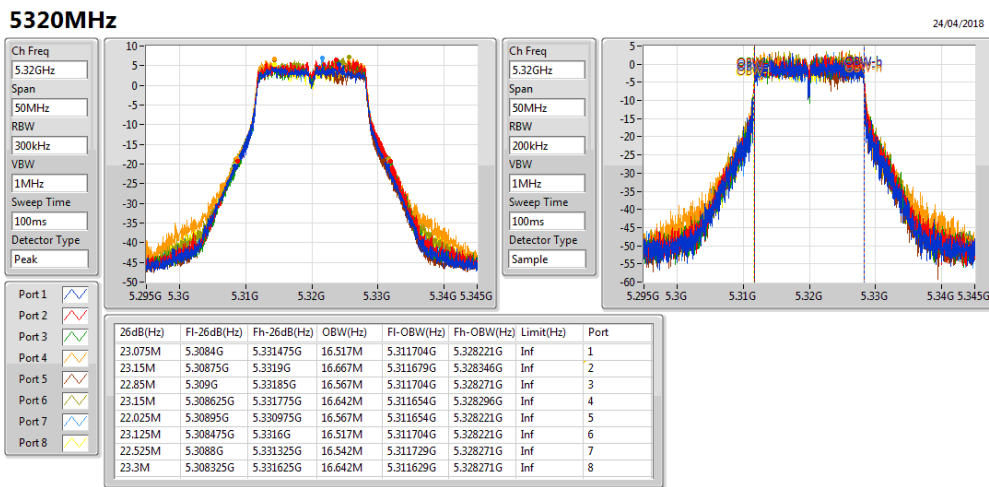 5320MHz
24/04/2018
Ch Freq
5.32GHz
Span
50MHz
RBW
300kHz
VBW
1MHz
Sweep Time
100ms
Detector Type
Peak
10
5
0
-5
-10
-15
-20
-25
-30
-35
-40
-45
-50
5.295G 5.3G 5.31G 5.32G 5.33G 5.34G 5.345G
Ch Freq
5.32GHz
Span
50MHz
RBW
200kHz
VBW
1MHz
Sweep Time
100ms
Detector Type
Sample
5
0
-5
-10
-15
-20
-25
-30
-35
-40
-45
-50
-55
-60
5.295G 5.3G 5.31G 5.32G 5.33G 5.34G 5.345G
Port 1
Port 2
Port 3
Port 4
Port 5
Port 6
Port 7
Port 8
26dB(Hz) Fl-26dB(Hz) Fh-26dB(Hz) OBW(Hz) Fl-OBW(Hz) Fh-OBW(Hz) Limit(Hz) Port
23.075M 5.3084G 5.331475G 16.517M 5.311704G 5.328221G Inf 1
23.15M 5.30875G 5.3319G 16.667M 5.311679G 5.328346G Inf 2
22.85M 5.309G 5.33185G 16.567M 5.311704G 5.328271G Inf 3
23.15M 5.308625G 5.331775G 16.642M 5.311654G 5.328296G Inf 4
22.025M 5.30895G 5.330975G 16.567M 5.311654G 5.328221G Inf 5
23.125M 5.308475G 5.3316G 16.517M 5.311704G 5.328221G Inf 6
22.525M 5.3088G 5.331325G 16.542M 5.311729G 5.328271G Inf 7
23.3M 5.308325G 5.331625G 16.642M 5.311629G 5.328271G Inf 8